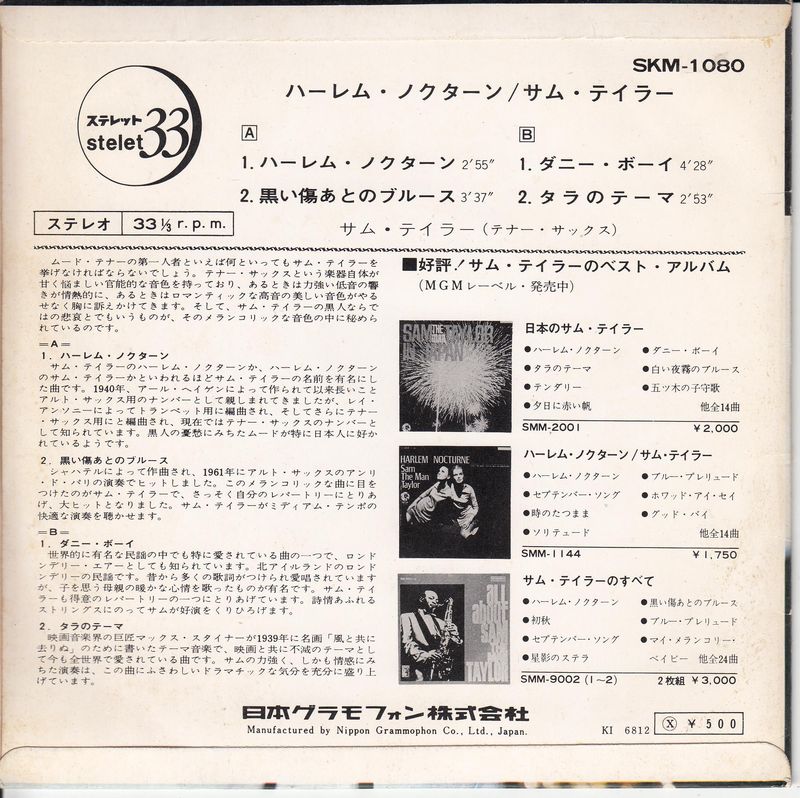 SKM-1080
ステレット
stelet 33
ハーレム・ノクターン/サム・テイラー
A
1. ハーレム・ノクターン 2′55″
2. 黒い傷あとのブルース 3′37″
B
1. ダニー・ボーイ 4′28″
2. タラのテーマ 2′53″
サム・テイラー(テナー・サックス)
ステレオ 33⅓ r.p.m.
ムード・テナーの第一人者といえば何といってもサム・テイラーを
挙げなければならないでしょう。テナー・サックスという楽器自体が
甘く悩ましい官能的な音色を持っており、あるときは力強い低音の響
きが情熱的に、あるときはロマンティックな高音の美しい音色がやる
せなく胸に訴えかけてきます。そして、サム・テイラーの黒人ならで
はの悲哀とでもいうものが、そのメランコリックな音色の中に秘めら
れているのです。
=A=
1. ハーレム・ノクターン
サム・テイラーのハーレム・ノクターンか、ハーレム・ノクターン
のサム・テイラーかといわれるほどサム・テイラーの名前を有名にし
た曲です。1940年、アール・ヘイゲンによって作られて以来長いこと
アルト・サックス用のナンバーとして親しまれてきましたが、レイ・
アンソニーによってトランペット用に編曲され、そしてさらにテナー
・サックス用にと編曲され、現在ではテナー・サックスのナンバー
として知られています。黒人の憂愁にみちたムードが特に日本人に好か
れているようです。
2. 黒い傷あとのブルース
シャハテルによって作曲され、1961年にアルト・サックスのアンリ
・ド・パリの演奏でヒットしました。このメランコリックな曲に目を
つけたのがサム・テイラーで、さっそく自分のレパートリーにとりあ
げ、大ヒットとなりました。サム・テイラーがミディアム・テンポの
快適な演奏を聴かせます。
=B=
1. ダニー・ボーイ
世界的に有名な民謡の中でも特に愛されている曲の一つで、ロンド
ンデリー・エアーとしても知られています。北アイルランドのロンド
ンデリーの民謡です。昔から多くの歌詞がつけられ愛唱されています
が、子を思う母親の暖かな心情を歌ったものが有名です。サム・テイ
ラーも得意のレパートリーの一つにとりあげています。詩情あふれる
ストリングスにのってサムが好演をくりひろげます。
2. タラのテーマ
映画音楽界の巨匠マックス・スタイナーが1939年に名画「風と共に
去りぬ」のために書いたテーマ音楽で、映画と共に不滅のテーマとし
て今も全世界で愛されている曲です。サムの力強く、しかも情感にみ
ちた演奏は、この曲にふさわしいドラマチックな気分を充分に盛り上
げています。
■好評!サム・テイラーのベスト・アルバム
(MGMレーベル・発売中)
SAM THE MAN TAYLOR
IN JAPAN
日本のサム・テイラー
●ハーレム・ノクターン ●ダニー・ボーイ
●タラのテーマ ●白い夜霧のブルース
●テンダリー ●五ツ木の子守歌
●夕日に赤い帆 他全14曲
SMM-2001 ¥2,000
HARLEM NOCTURNE
Sam
The Man
Taylor
ハーレム・ノクターン/サム・テイラー
●ハーレム・ノクターン ●ブルー・プレリュード
●セプテンバー・ソング ●ホワッド・アイ・セイ
●時のたつまま ●グッド・バイ
●ソリテュード 他全14曲
SMM-1144 ¥1,750
all
about
TAYLOR
サム・テイラーのすべて
●ハーレム・ノクターン ●黒い傷あとのブルース
●初秋 ●ブルー・プレリュード
●セプテンバー・ソング ●マイ・メランコリー・
●星影のステラ ベイビー 他全24曲
SMM-9002 (1~2) 2枚組 ¥3,000
日本グラモフォン株式会社
Manufactured by Nippon Grammophon Co., Ltd., Japan.
KI 6812
Ⓧ ¥500